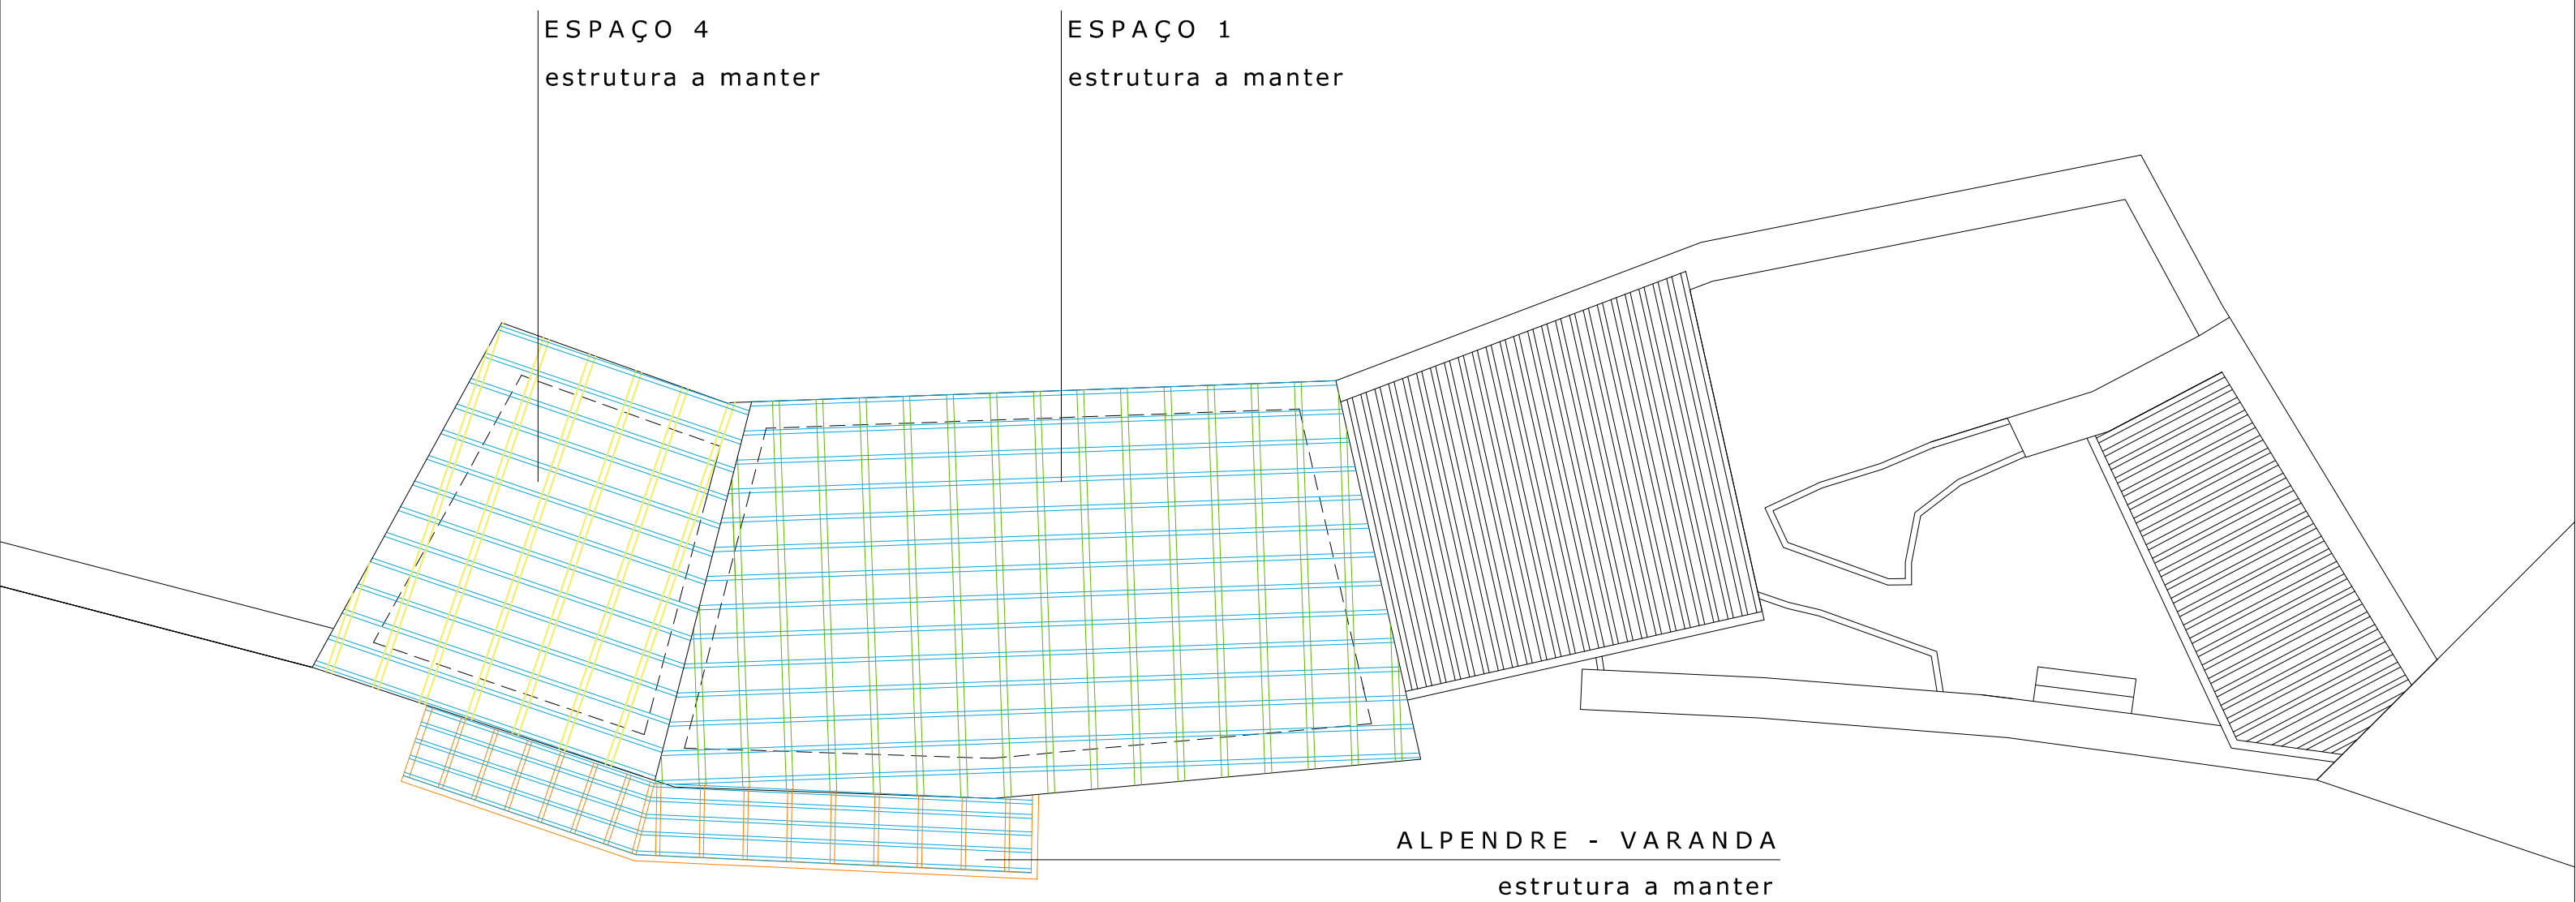 ESPAÇO 4
estrutura a manter
ESPAÇO 1
estrutura a manter
ALPENDRE - VARANDA
estrutura a manter